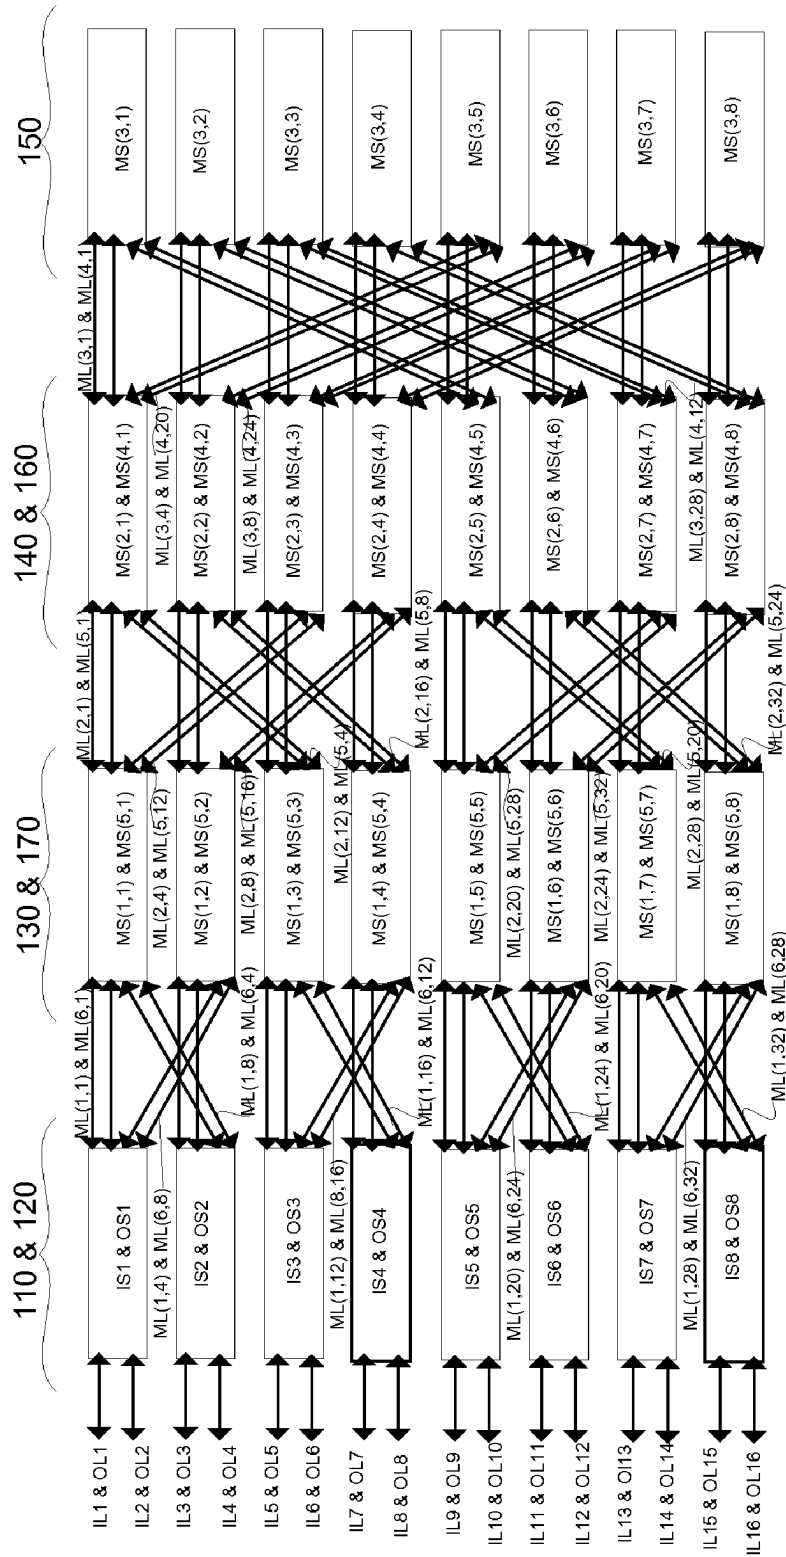 110 & 120
130 & 170
140 & 160
150
IL1 & OL1
IL2 & OL2
IL3 & OL3
IL4 & OL4
IL5 & OL5
IL6 & OL6
IL7 & OL7
IL8 & OL8
IL9 & OL9
IL10 & OL10
IL11 & OL11
IL12 & OL12
IL13 & Ol13
IL14 & OL14
IL15 & OL15
IL16 & OL16
IS1 & OS1
IS2 & OS2
IS3 & OS3
IS4 & OS4
IS5 & OS5
IS6 & OS6
IS7 & OS7
IS8 & OS8
ML(1,4) & ML(6,8)
ML(1,12) & ML(8,16)
ML(1,20) & ML(6,24)
ML(1,28) & ML(6,32)
ML(1,1) & ML(6,1
ML(1,8) & ML(6,4)
ML(1,16) & ML(6,12)
ML(1,24) & ML(6,20)
ML(1,32) & ML(6,28)
MS(1,1) & MS(5,1)
MS(1,2) & MS(5,2)
MS(1,3) & MS(5,3)
MS(1,4) & MS(5,4)
MS(1,5) & MS(5,5)
MS(1,6) & MS(5,6)
MS(1,7) & MS(5,7)
MS(1,8) & MS(5,8)
ML(2,4) & ML(5,12)
ML(2,8) & ML(5,16)
ML(2,20) & ML(5,28)
ML(2,24) & ML(5,32)
ML(2,1) & ML(5,1
ML(2,12) & ML(5,4)
ML(2,16) & ML(5,8)
ML(2,28) & ML(5,20)
ML(2,32) & ML(5,24)
MS(2,1) & MS(4,1)
MS(2,2) & MS(4,2)
MS(2,3) & MS(4,3)
MS(2,4) & MS(4,4)
MS(2,5) & MS(4,5)
MS(2,6) & MS(4,6)
MS(2,7) & MS(4,7)
MS(2,8) & MS(4,8)
ML(3,4) & ML(4,20)
ML(3,8) & ML(4,24)
ML(3,28) & ML(4,12)
ML(3,1) & ML(4,1
MS(3,1)
MS(3,2)
MS(3,3)
MS(3,4)
MS(3,5)
MS(3,6)
MS(3,7)
MS(3,8)